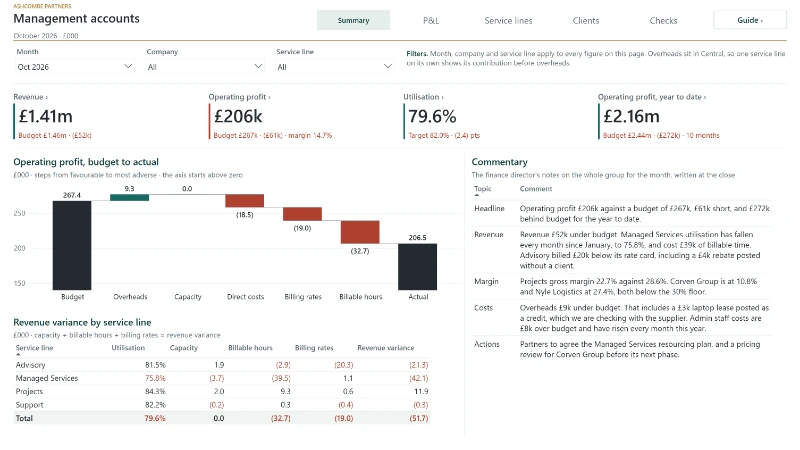 ASHCOMBE PARTNERS
Management accounts
October 2026 · £000
Summary
P&L
Service lines
Clients
Checks
Guide ›
Month
Oct 2026
Company
All
Service line
All
Filters. Month, company and service line apply to every figure on this page. Overheads sit in Central, so one service line
on its own shows its contribution before overheads.
Revenue ›
£1.41m
Budget £1.46m · (£52k)
Operating profit ›
£206k
Budget £267k · (£61k) · margin 14.7%
Utilisation ›
79.6%
Target 82.0% · (2.4) pts
Operating profit, year to date ›
£2.16m
Budget £2.44m · (£272k) · 10 months
Operating profit, budget to actual
£000 · steps from favourable to most adverse · the axis starts above zero
250
200
150
267.4
9.3
0.0
(18.5)
(19.0)
(32.7)
206.5
Budget
Overheads
Capacity
Direct costs
Billing rates
Billable hours
Actual
Revenue variance by service line
£000 · capacity + billable hours + billing rates = revenue variance
Service line Utilisation Capacity Billable hours Billing rates Revenue variance
Advisory 81.5% 1.9 (2.9) (20.3) (21.3)
Managed Services 75.8% (3.7) (39.5) 1.1 (42.1)
Projects 84.3% 2.0 9.3 0.6 11.9
Support 82.2% (0.2) 0.3 (0.4) (0.3)
Total 79.6% 0.0 (32.7) (19.0) (51.7)
Commentary
The finance director's notes on the whole group for the month, written at the close
Topic Comment
Headline Operating profit £206k against a budget of £267k, £61k short, and £272k
behind budget for the year to date.
Revenue Revenue £52k under budget. Managed Services utilisation has fallen
every month since January, to 75.8%, and cost £39k of billable time.
Advisory billed £20k below its rate card, including a £4k rebate posted
without a client.
Margin Projects gross margin 22.7% against 28.6%. Corven Group is at 10.8%
and Nyle Logistics at 27.4%, both below the 30% floor.
Costs Overheads £9k under budget. That includes a £3k laptop lease posted as
a credit, which we are checking with the supplier. Admin staff costs are
£8k over budget and have risen every month this year.
Actions Partners to agree the Managed Services resourcing plan, and a pricing
review for Corven Group before its next phase.